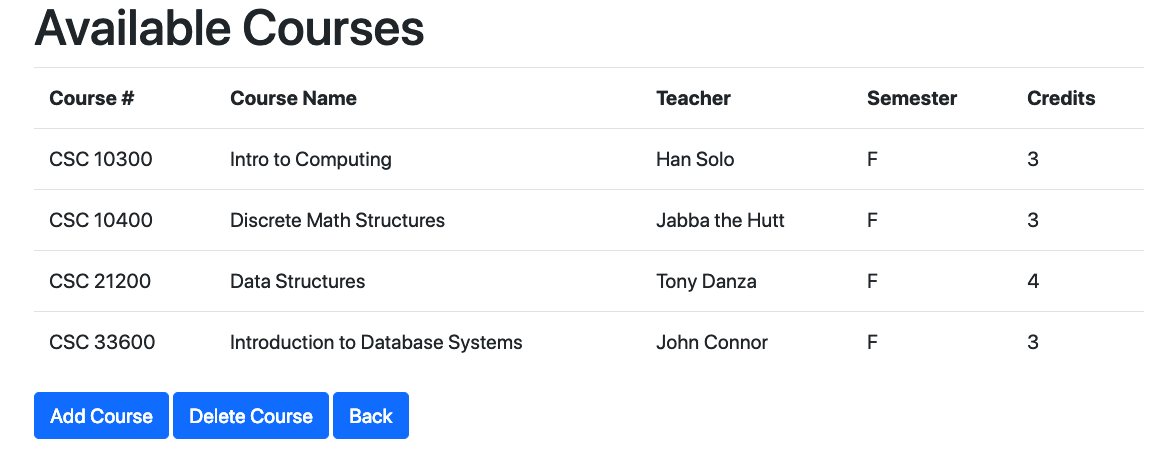 Available Courses
Course # Course Name Teacher Semester Credits
CSC 10300 Intro to Computing Han Solo F 3
CSC 10400 Discrete Math Structures Jabba the Hutt F 3
CSC 21200 Data Structures Tony Danza F 4
CSC 33600 Introduction to Database Systems John Connor F 3
Add Course Delete Course Back